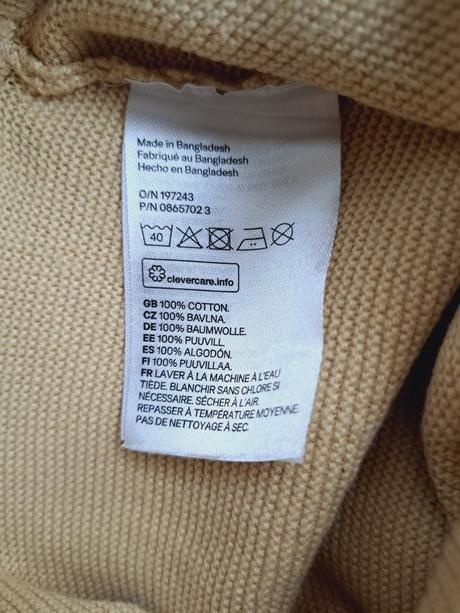 Made in Bangladesh
Fabriqué au Bangladesh
Hecho en Bangladesh
O/N 197243
P/N 0865702 3
40
clevercare.info
GB 100% COTTON.
CZ 100% BAVLNA.
DE 100% BAUMWOLLE.
EE 100% PUUVILL.
ES 100% ALGODÓN.
FI 100% PUUVILLAA.
FR LAVER À LA MACHINE À L'EAU
TIÈDE. BLANCHIR SANS CHLORE SI
NÉCESSAIRE. SÉCHER À L'AIR.
REPASSER À TEMPÉRATURE MOYENNE.
PAS DE NETTOYAGE À SEC.